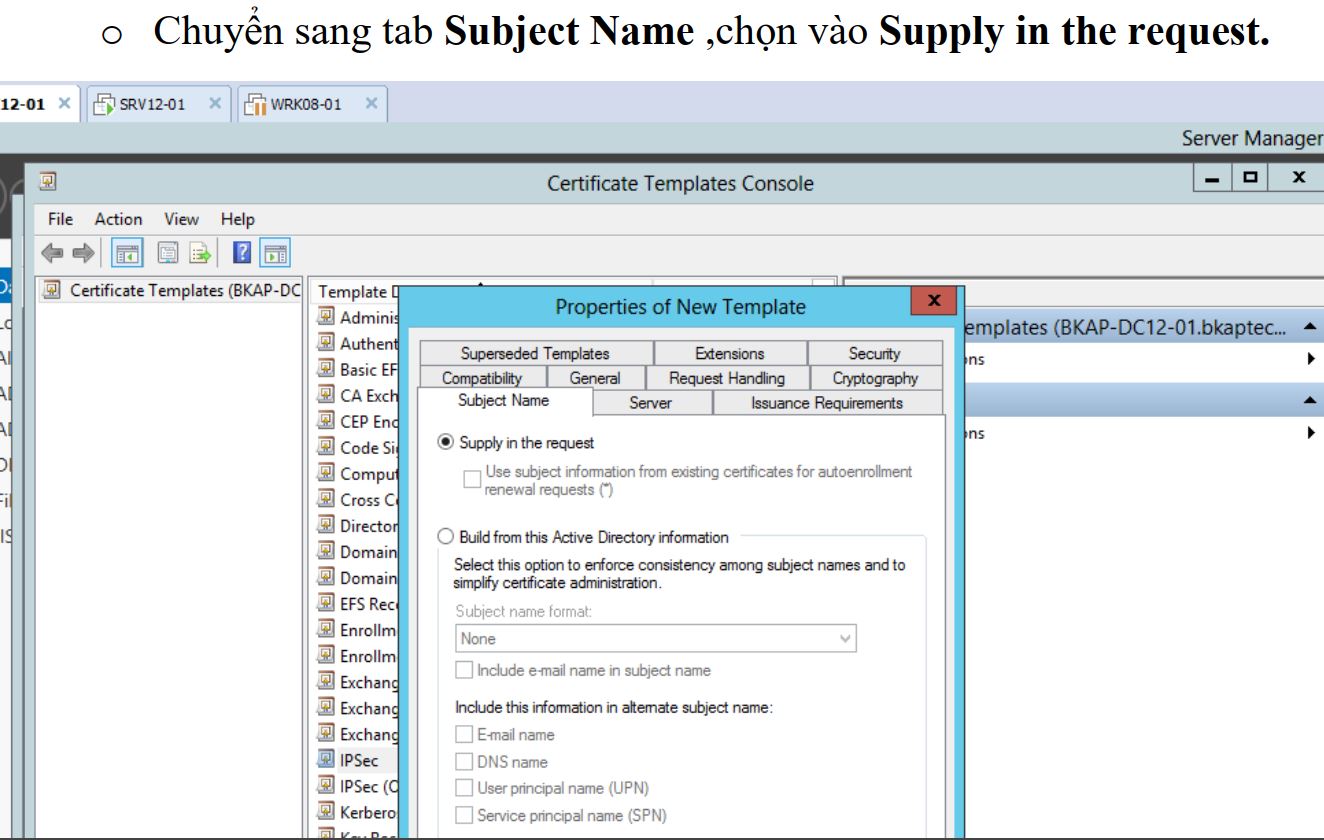 o Chuyển sang tab Subject Name ,chọn vào Supply in the request.
12-01
SRV12-01
WRK08-01
Server Manager
Certificate Templates Console
File Action View Help
Certificate Templates (BKAP-DC
Template
Properties of New Template
Superseded Templates
Extensions
Security
Compatibility
General
Request Handling
Cryptography
Subject Name
Server
Issuance Requirements
Supply in the request
Use subject information from existing certificates for autoenrollment
renewal requests (*)
Build from this Active Directory information
Select this option to enforce consistency among subject names and to
simplify certificate administration.
Subject name format:
None
Include e-mail name in subject name
Include this information in alternate subject name:
E-mail name
DNS name
User principal name (UPN)
Service principal name (SPN)
Adminis
Authent
Basic EF
CA Exch
CEP Enc
Code Si
Comput
Cross C
Director
Domain
Domain
EFS Rec
Enrollm
Enrollm
Exchang
Exchang
Exchang
IPSec
IPSec (O
Kerbero
emplates (BKAP-DC12-01.bkaptec...
ons
ons